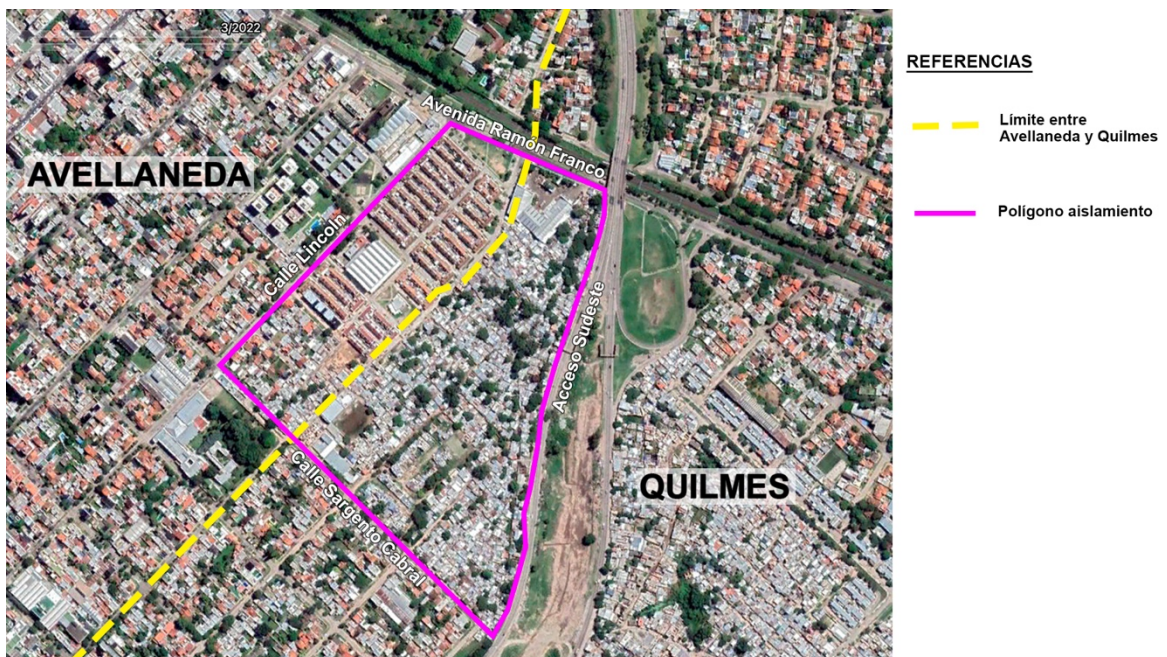 3/2022
Avenida Ramón Franco
AVELLANEDA
Calle Lincoln
Acceso Sudeste
QUILMES
Calle Sargento Cabral
REFERENCIAS
Límite entre
Avellaneda y Quilmes
Polígono aislamiento